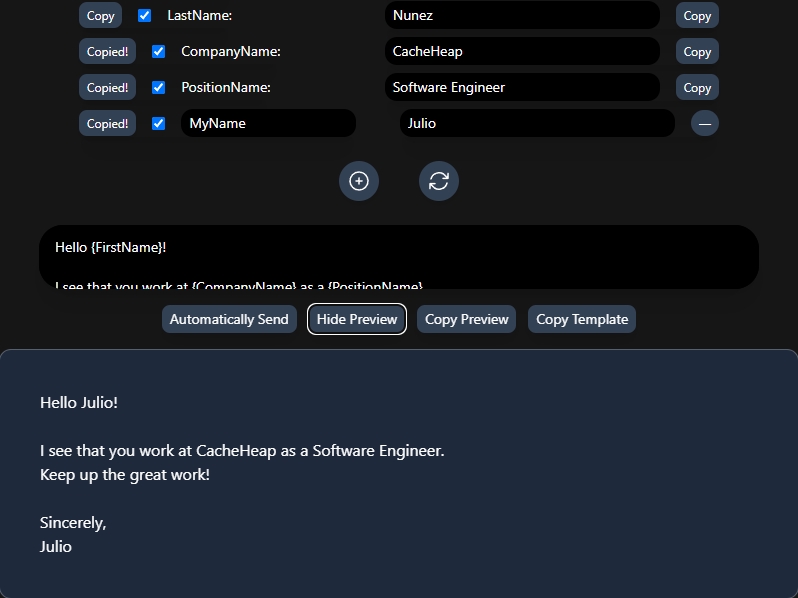 Copy LastName: Nunez Copy
Copied! CompanyName: CacheHeap Copy
Copied! PositionName: Software Engineer Copy
Copied! MyName Julio
Hello {FirstName}!
I see that you work at {CompanyName} as a {PositionName}
Automatically Send Hide Preview Copy Preview Copy Template
Hello Julio!
I see that you work at CacheHeap as a Software Engineer.
Keep up the great work!
Sincerely,
Julio